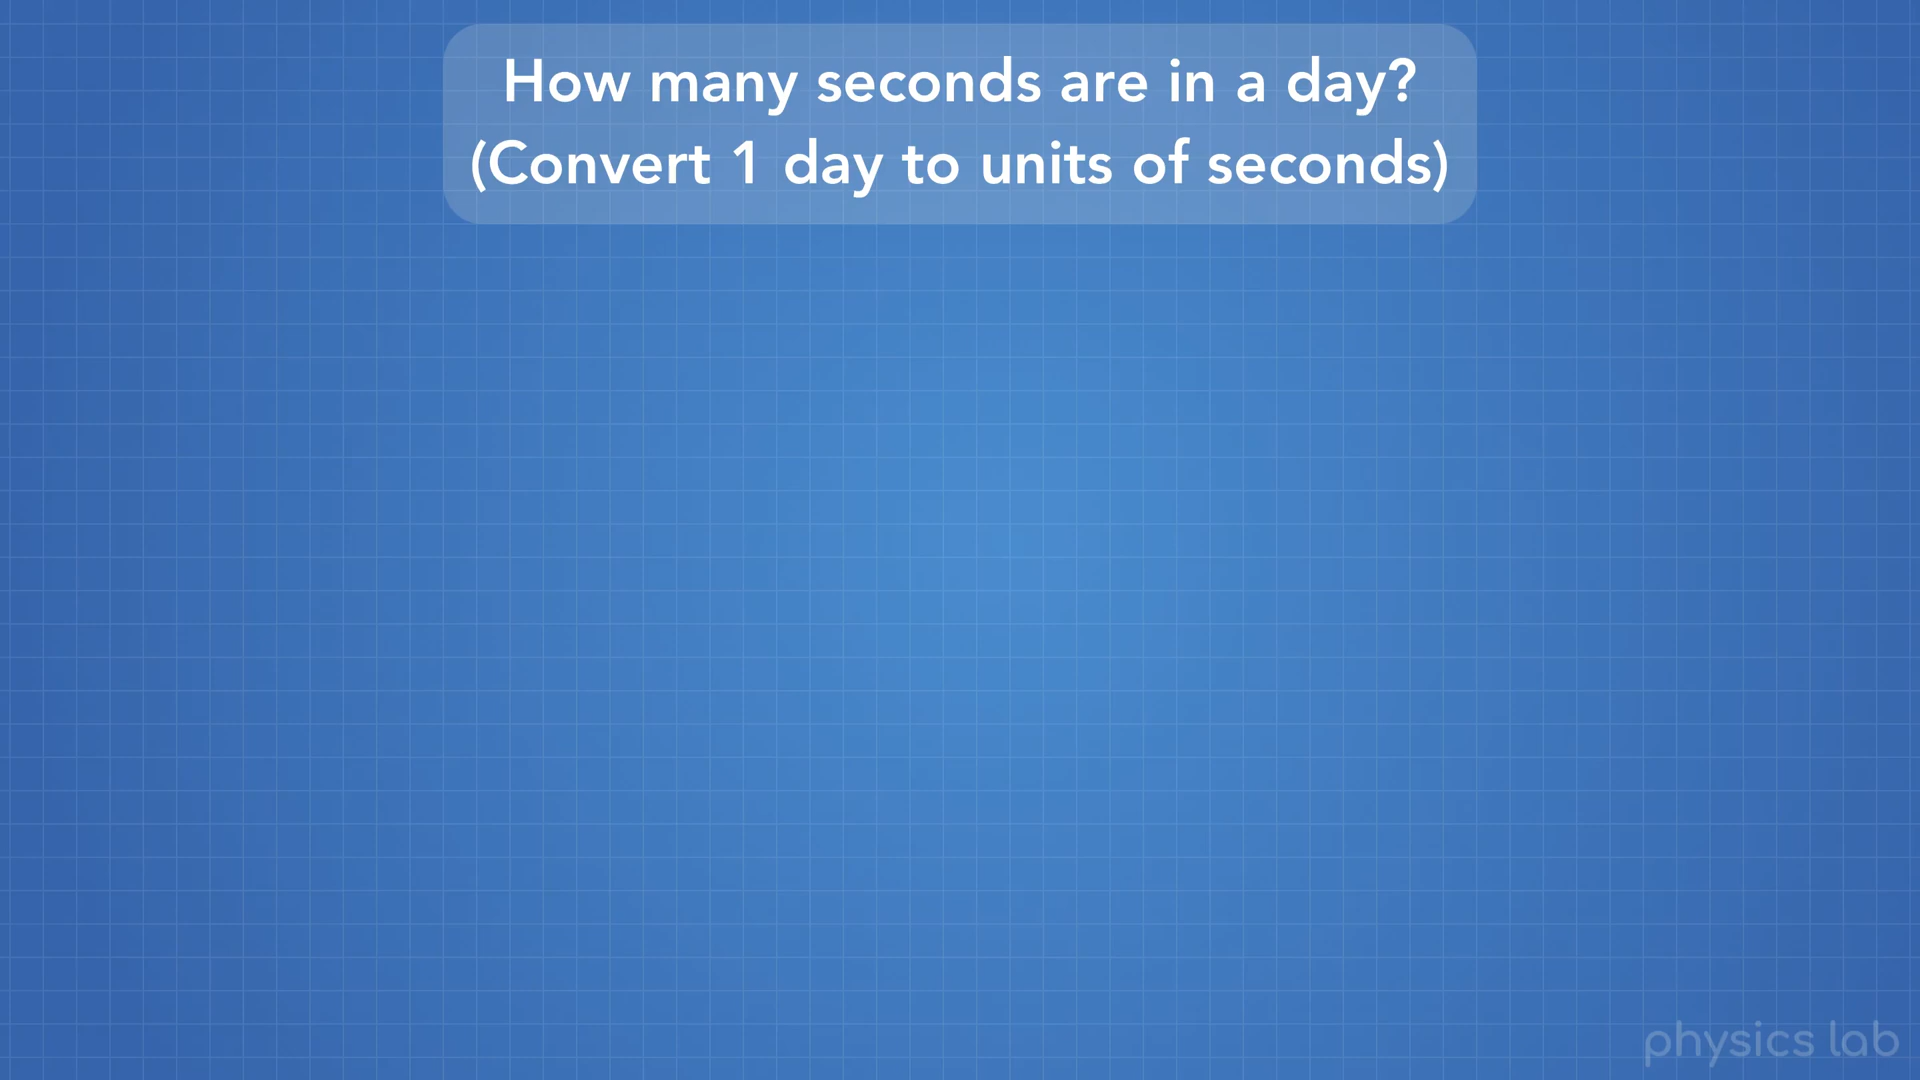 How many seconds are in a day?
(Convert 1 day to units of seconds)
physics lab